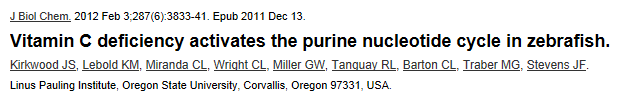 J Biol Chem. 2012 Feb 3;287(6):3833-41. Epub 2011 Dec 13.
Vitamin C deficiency activates the purine nucleotide cycle in zebrafish.
Kirkwood JS, Lebold KM, Miranda CL, Wright CL, Miller GW, Tanguay RL, Barton CL, Traber MG, Stevens JF.
Linus Pauling Institute, Oregon State University, Corvallis, Oregon 97331, USA.